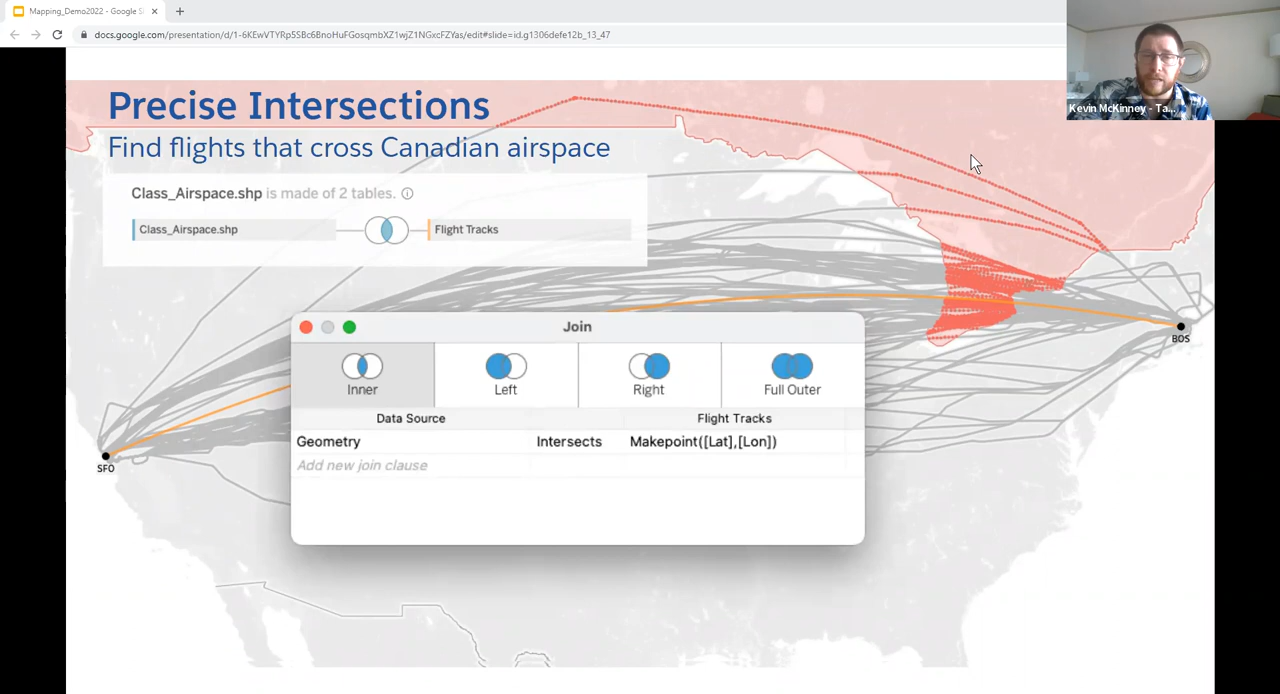 Mapping_Demo2022 - Google S
docs.google.com/presentation/d/1-6KEwVTYRp5SBc6BnoHuFGosqmbXZ1wjZ1NGxcFZYas/edit#slide=id.g1306defe12b_13_47
Kevin McKinney - Ta...
Precise Intersections
Find flights that cross Canadian airspace
Class_Airspace.shp is made of 2 tables.
Class_Airspace.shp
Flight Tracks
Join
Inner
Left
Right
Full Outer
Data Source
Flight Tracks
Geometry
Intersects
Makepoint([Lat],[Lon])
Add new join clause
SFO
BOS